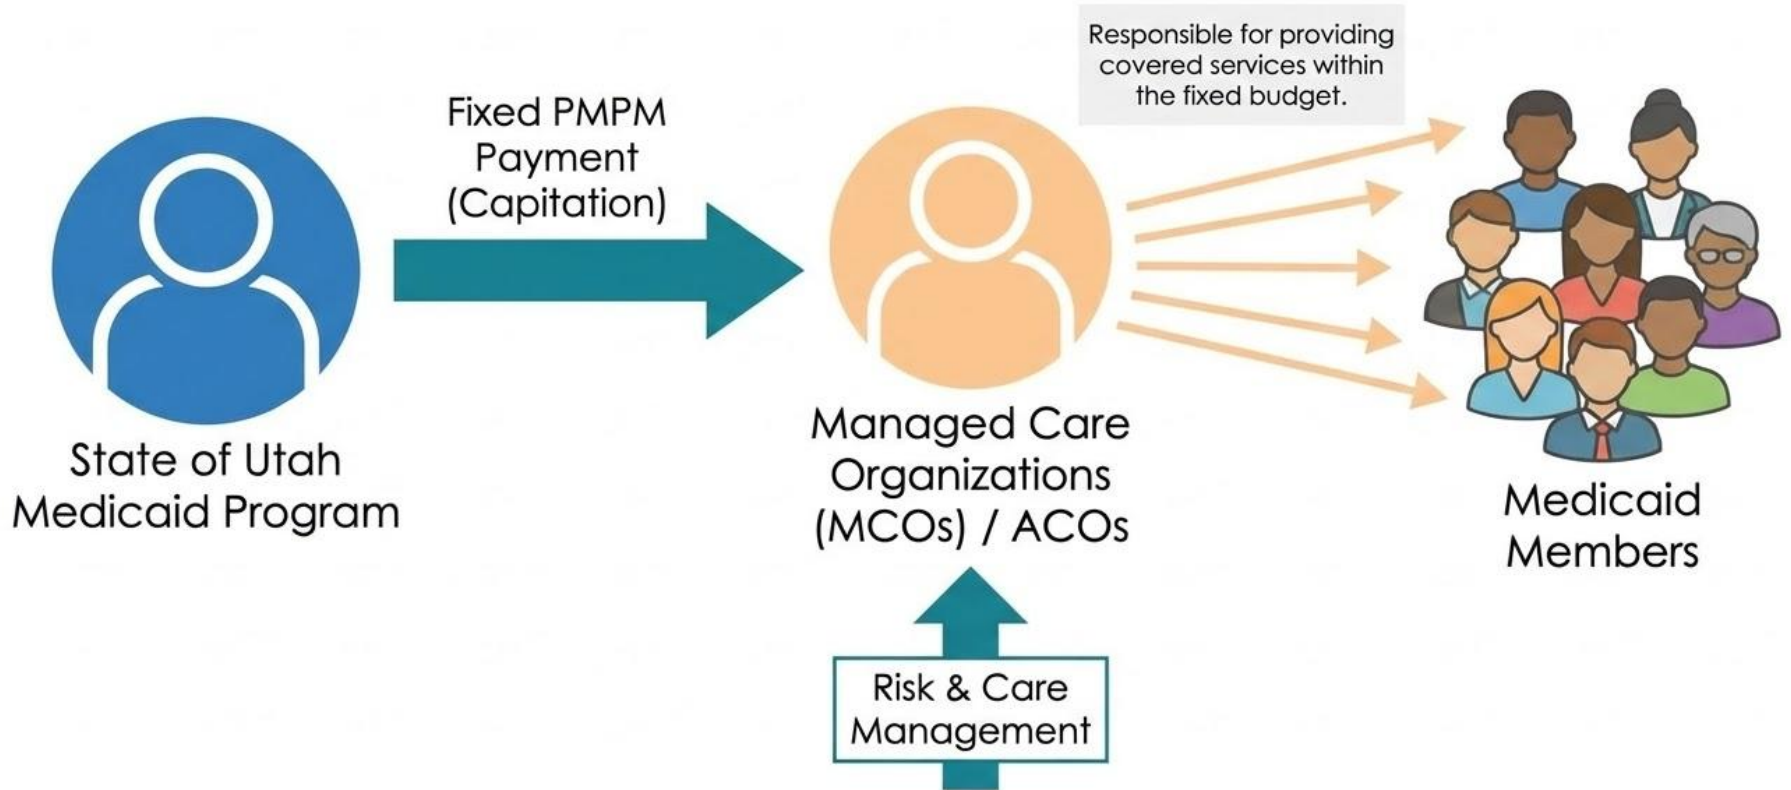 Responsible for providing
covered services within
the fixed budget.
Fixed PMPM
Payment
(Capitation)
State of Utah
Medicaid Program
Managed Care
Organizations
(MCOs) / ACOs
Medicaid
Members
Risk & Care
Management